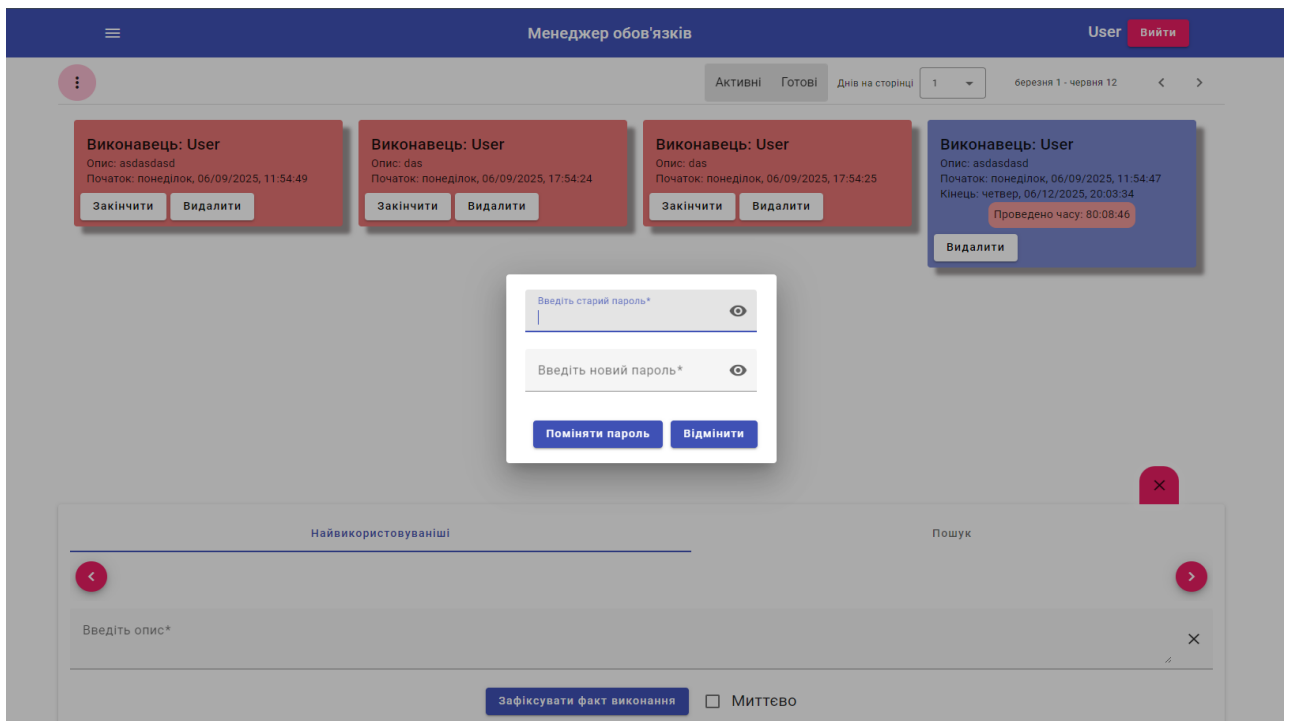 Менеджер обов'язків
User Вийти
Активні Готові Днів на сторінці 1 березня 1 - червня 12
Виконавець: User
Опис: asdasdasd
Початок: понеділок, 06/09/2025, 11:54:49
Закінчити Видалити
Виконавець: User
Опис: das
Початок: понеділок, 06/09/2025, 17:54:24
Закінчити Видалити
Виконавець: User
Опис: das
Початок: понеділок, 06/09/2025, 17:54:25
Закінчити Видалити
Виконавець: User
Опис: asdasdasd
Початок: понеділок, 06/09/2025, 11:54:47
Кінець: четвер, 06/12/2025, 20:03:34
Проведено часу: 80:08:46
Видалити
Введіть старий пароль*
Введіть новий пароль*
Поміняти пароль Відмінити
Найвикористовуваніші Пошук
Введіть опис*
Зафіксувати факт виконання Миттєво